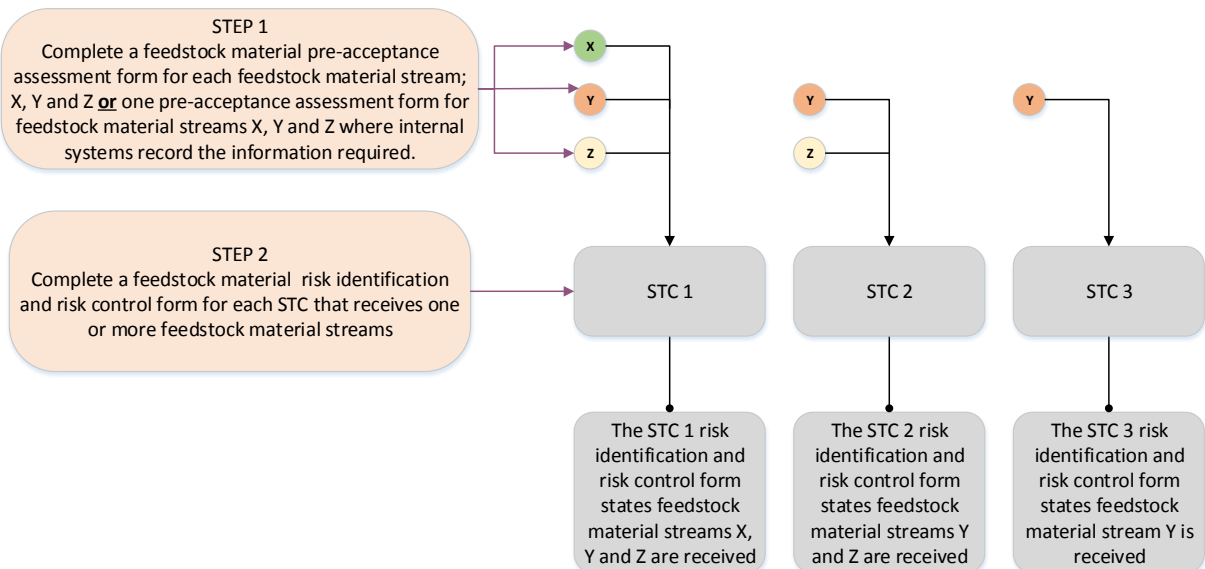 STEP 1
Complete a feedstock material pre-acceptance
assessment form for each feedstock material stream;
X, Y and Z or one pre-acceptance assessment form for
feedstock material streams X, Y and Z where internal
systems record the information required.
X
Y
Z
Y
Z
Y
STEP 2
Complete a feedstock material risk identification
and risk control form for each STC that receives one
or more feedstock material streams
STC 1
STC 2
STC 3
The STC 1 risk
identification and
risk control form
states feedstock
material streams X,
Y and Z are received
The STC 2 risk
identification and
risk control form
states feedstock
material streams Y
and Z are received
The STC 3 risk
identification and
risk control form
states feedstock
material stream Y is
received